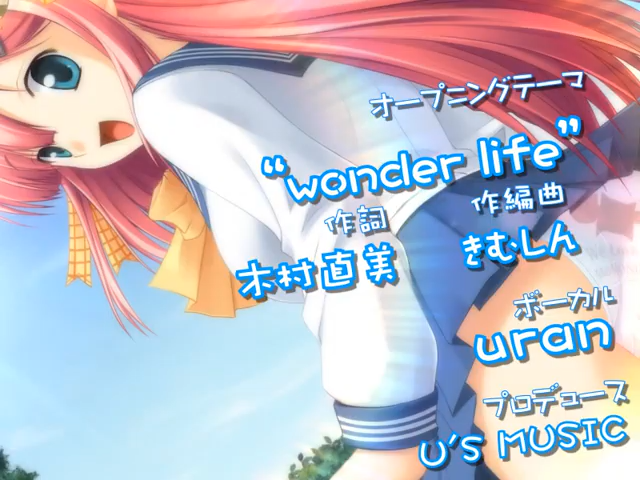 オープニングテーマ
“wonder life”
作詞
木村直美
作編曲
きむしん
ボーカル
uran
プロデュース
U'S MUSIC